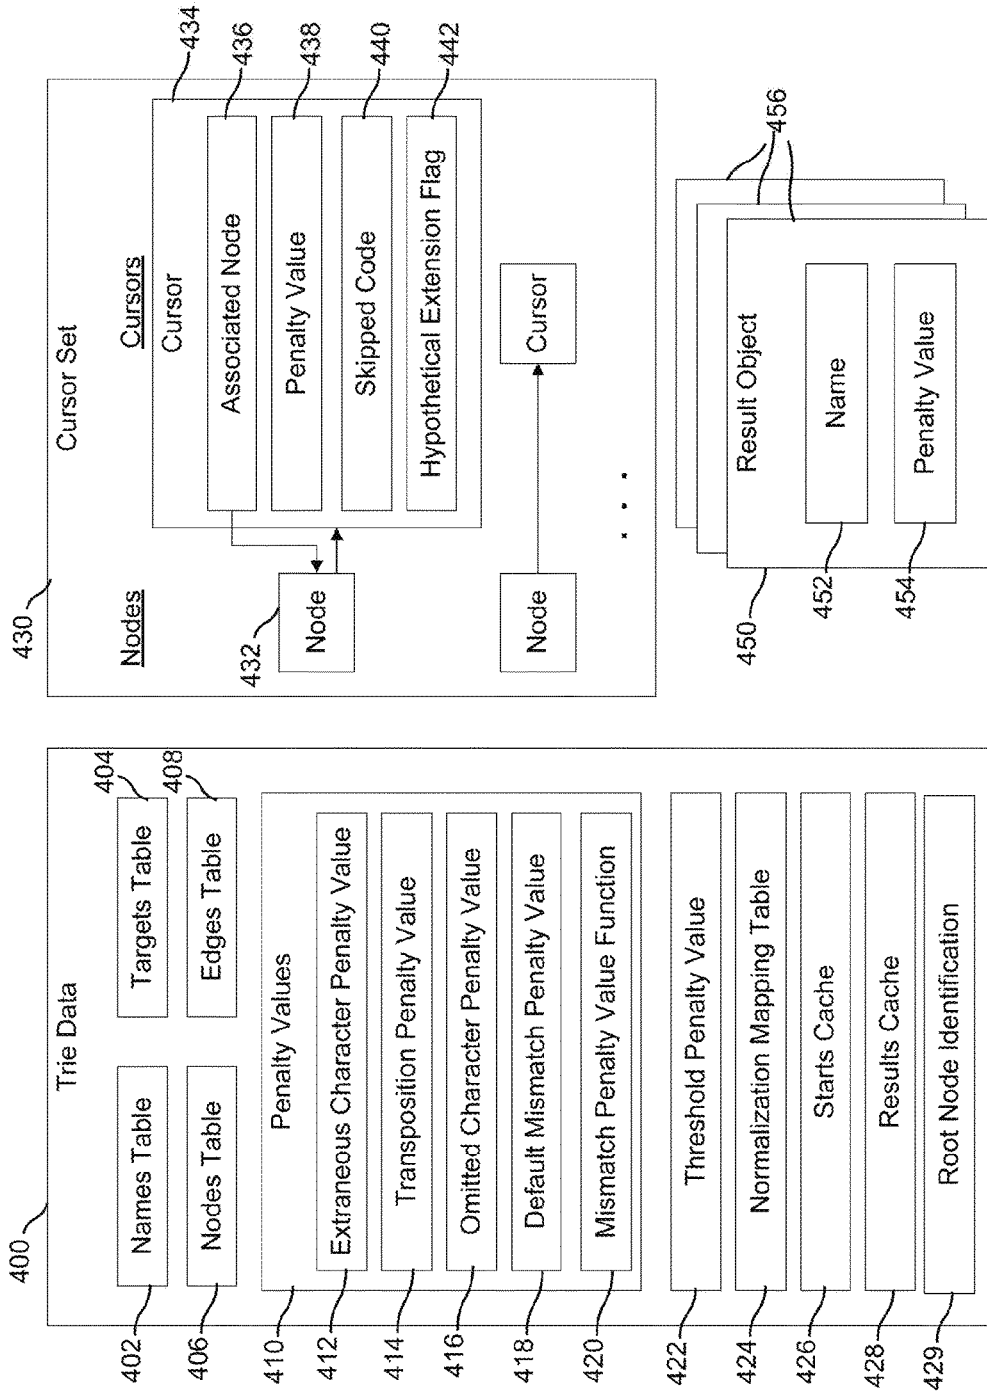 400
Trie Data
402
Names Table
Targets Table
404
406
Nodes Table
Edges Table
408
410
Penalty Values
412
Extraneous Character Penalty Value
414
Transposition Penalty Value
416
Omitted Character Penalty Value
418
Default Mismatch Penalty Value
420
Mismatch Penalty Value Function
422
Threshold Penalty Value
424
Normalization Mapping Table
426
Starts Cache
428
Results Cache
429
Root Node Identification
430
Cursor Set
Nodes
Cursors
432
Node
Cursor
434
Associated Node
436
Penalty Value
438
Skipped Code
440
Hypothetical Extension Flag
442
Node
Cursor
. . .
450
Result Object
456
452
Name
454
Penalty Value